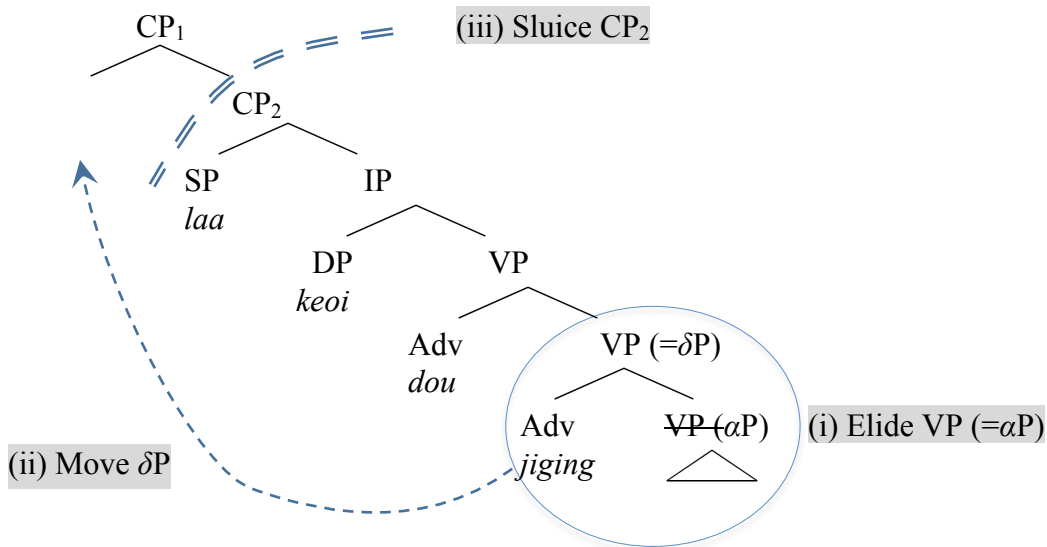 (iii) Sluice CP₂
CP₁
CP₂
SP IP
laa
DP VP
keoi
Adv VP (=δP)
dou
Adv VP (αP) (i) Elide VP (=αP)
jiging
(ii) Move δP